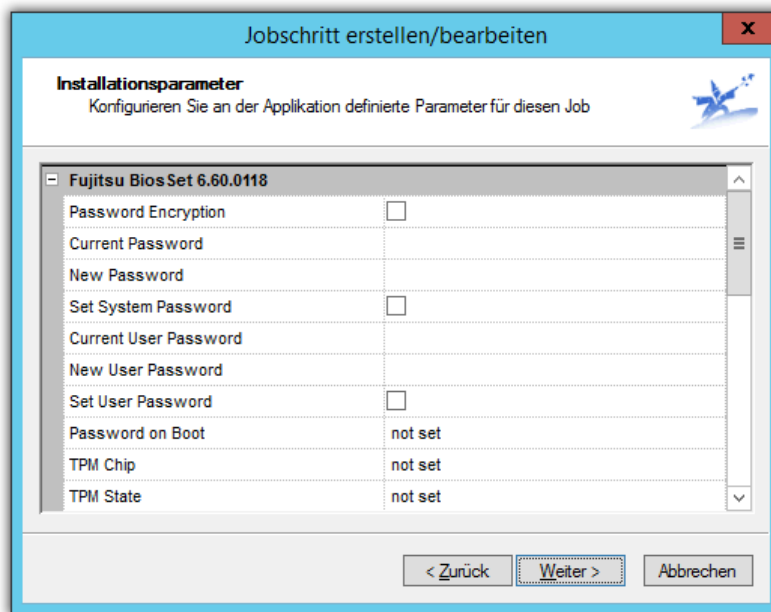 Jobschritt erstellen/bearbeiten
x
Installationsparameter
Konfigurieren Sie an der Applikation definierte Parameter für diesen Job
Fujitsu BiosSet 6.60.0118
Password Encryption
Current Password
New Password
Set System Password
Current User Password
New User Password
Set User Password
Password on Boot not set
TPM Chip not set
TPM State not set
< Zurück Weiter > Abbrechen